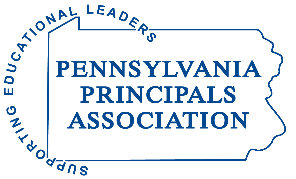 SUPPORTING EDUCATIONAL LEADERS
PENNSYLVANIA
PRINCIPALS
ASSOCIATION